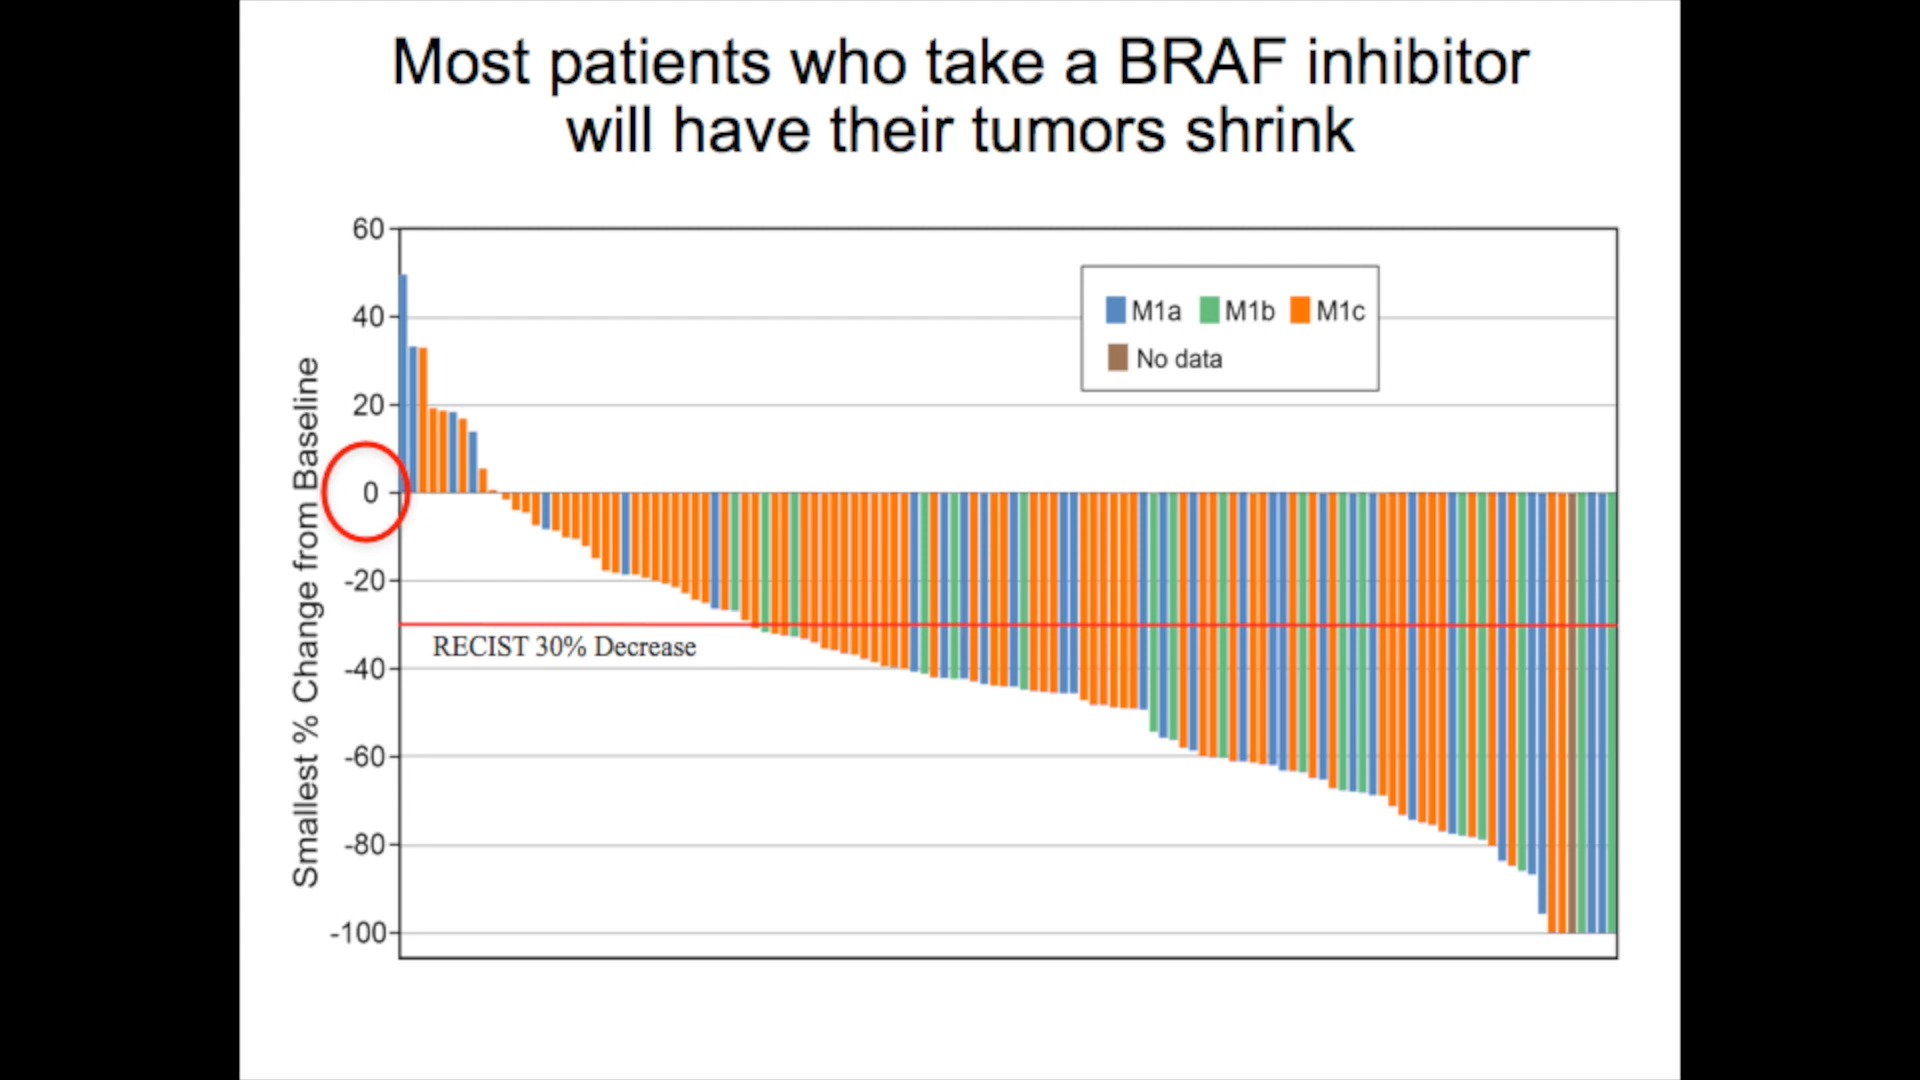 Most patients who take a BRAF inhibitor
will have their tumors shrink
Smallest % Change from Baseline
60
40
20
0
-20
-40
-60
-80
-100
M1a M1b M1c
No data
RECIST 30% Decrease